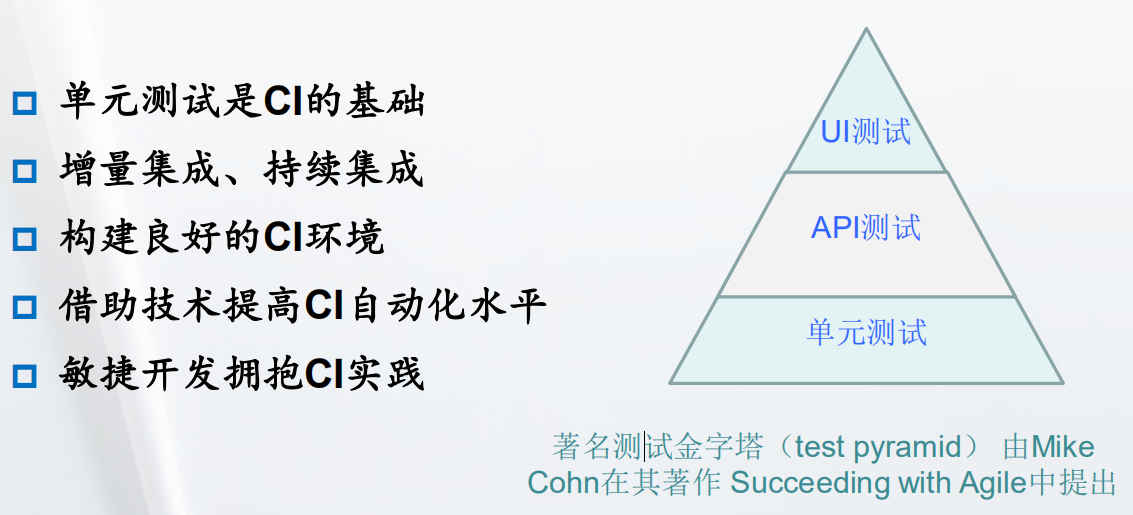 单元测试是CI的基础
增量集成、持续集成
构建良好的CI环境
借助技术提高CI自动化水平
敏捷开发拥抱CI实践
UI测试
API测试
单元测试
著名测试金字塔（test pyramid） 由Mike
Cohn在其著作 Succeeding with Agile中提出